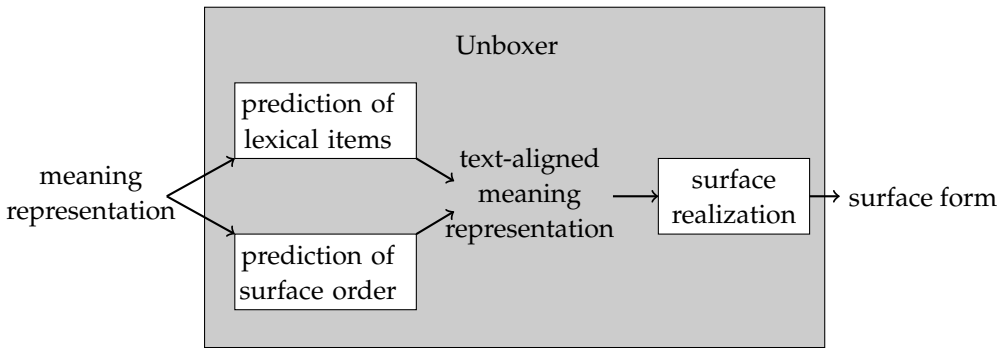 Unboxer
prediction of
lexical items
meaning
representation
text-aligned
meaning
representation
surface
realization
surface form
prediction of
surface order